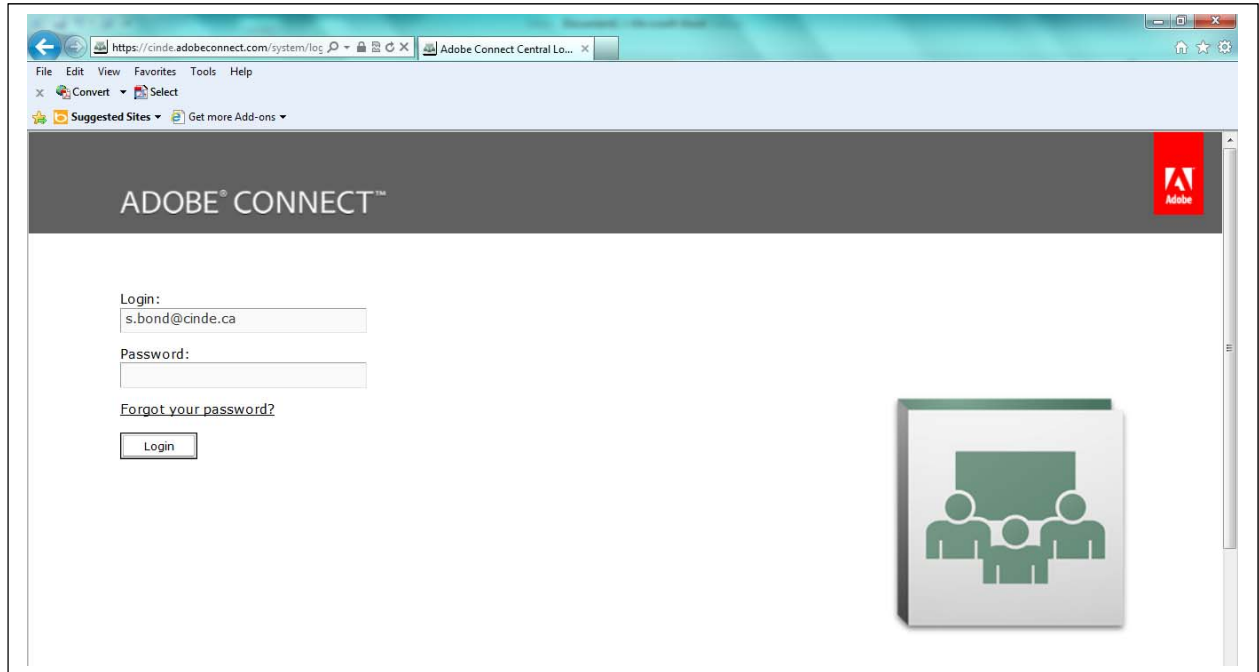 https://cinde.adobeconnect.com/system/log
Adobe Connect Central Lo...
File Edit View Favorites Tools Help
Convert Select
Suggested Sites Get more Add-ons
ADOBE® CONNECT™
Adobe
Login:
s.bond@cinde.ca
Password:
Forgot your password?
Login